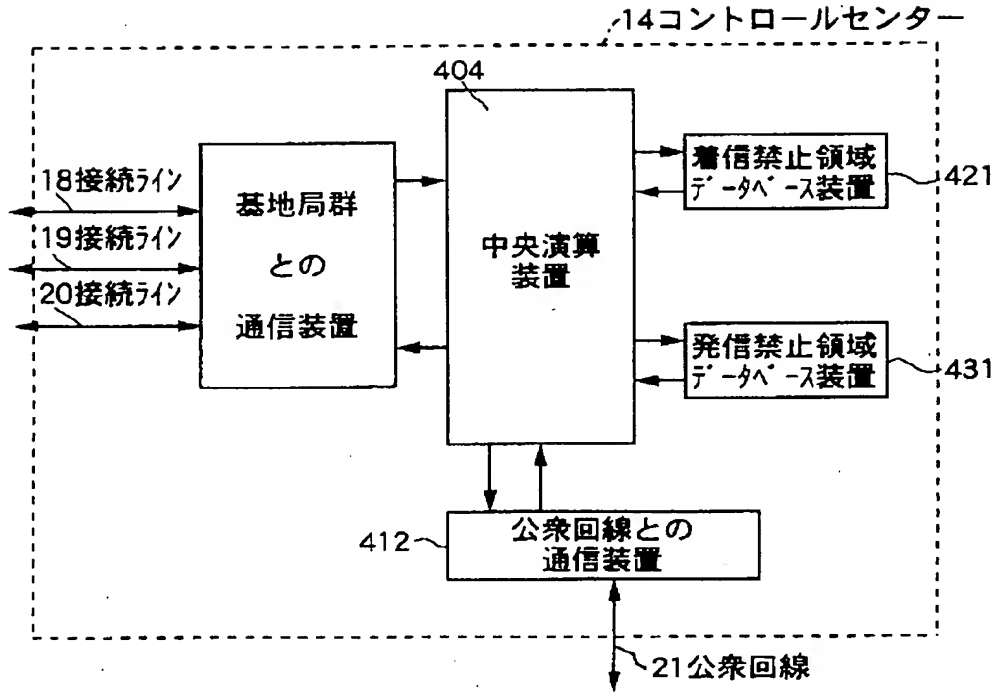 14コントロールセンター
404
18接続ライン
19接続ライン
20接続ライン
基地局群
との
通信装置
中央演算
装置
着信禁止領域
データベース装置
421
発信禁止領域
データベース装置
431
412
公衆回線との
通信装置
21公衆回線